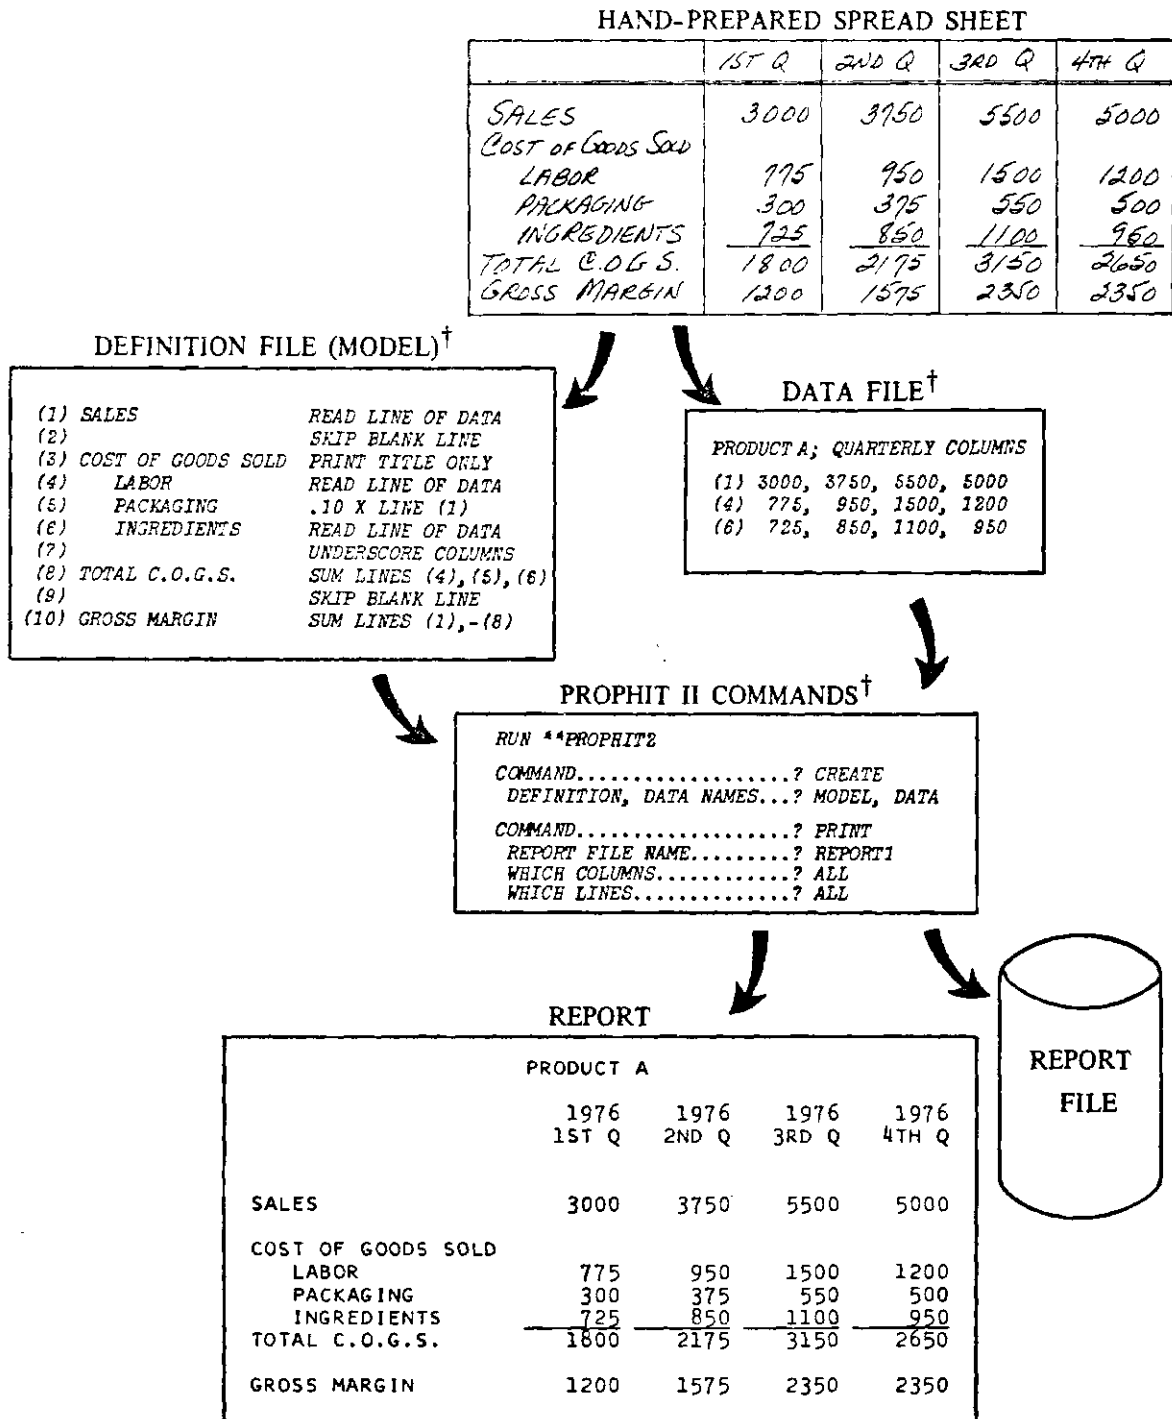 HAND-PREPARED SPREAD SHEET
1ST Q 2ND Q 3RD Q 4TH Q
SALES 3000 3750 5500 5000
COST OF GOODS SOLD
LABOR 775 950 1500 1200
PACKAGING 300 375 550 500
INGREDIENTS 725 850 1100 950
TOTAL C.O.G.S. 1800 2175 3150 2650
GROSS MARGIN 1200 1575 2350 2350
DEFINITION FILE (MODEL)†
(1) SALES READ LINE OF DATA
(2) SKIP BLANK LINE
(3) COST OF GOODS SOLD PRINT TITLE ONLY
(4) LABOR READ LINE OF DATA
(5) PACKAGING .10 X LINE (1)
(6) INGREDIENTS READ LINE OF DATA
(7) UNDERSCORE COLUMNS
(8) TOTAL C.O.G.S. SUM LINES (4),(5),(6)
(9) SKIP BLANK LINE
(10) GROSS MARGIN SUM LINES (1),-(8)
DATA FILE†
PRODUCT A; QUARTERLY COLUMNS
(1) 3000, 3750, 5500, 5000
(4) 775, 950, 1500, 1200
(6) 725, 850, 1100, 950
PROPHIT II COMMANDS†
RUN **PROPHIT2
COMMAND...................? CREATE
DEFINITION, DATA NAMES...? MODEL, DATA
COMMAND...................? PRINT
REPORT FILE NAME.........? REPORT1
WHICH COLUMNS............? ALL
WHICH LINES..............? ALL
REPORT
PRODUCT A
1976 1976 1976 1976
1ST Q 2ND Q 3RD Q 4TH Q
SALES 3000 3750 5500 5000
COST OF GOODS SOLD
LABOR 775 950 1500 1200
PACKAGING 300 375 550 500
INGREDIENTS 725 850 1100 950
TOTAL C.O.G.S. 1800 2175 3150 2650
GROSS MARGIN 1200 1575 2350 2350
REPORT
FILE